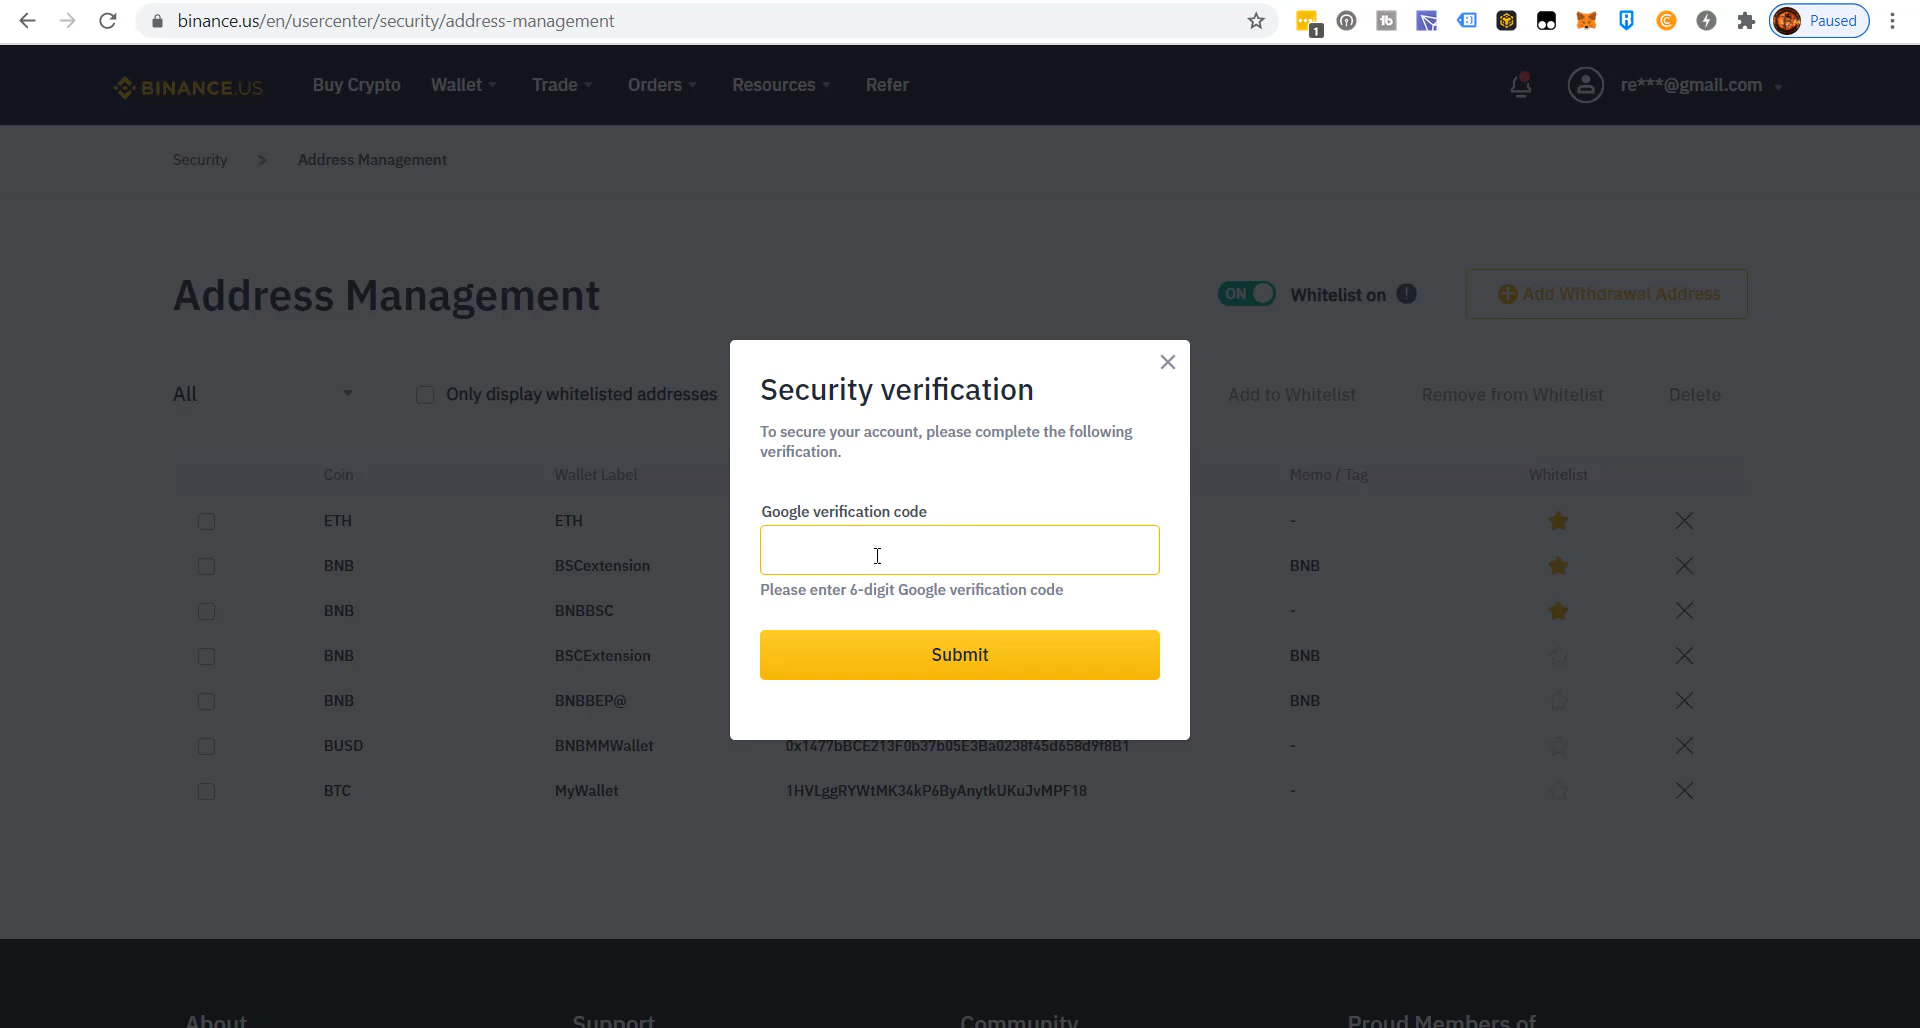 binance.us/en/usercenter/security/address-management
1
Paused
BINANCE.US
Buy Crypto
Wallet
Trade
Orders
Resources
Refer
re***@gmail.com
Security > Address Management
Address Management
ON
Whitelist on
Add Withdrawal Address
All
Only display whitelisted addresses
Add to Whitelist
Remove from Whitelist
Delete
Coin
Wallet Label
Memo / Tag
Whitelist
ETH
ETH
-
BNB
BSCextension
BNB
BNB
BNBBSC
-
BNB
BSCExtension
BNB
BNB
BNBBEP@
BNB
BUSD
BNBMMWallet
0x1477bBCE213F0b37b05E3Ba0238f45d658d9f8B1
-
BTC
MyWallet
1HVLggRYWtMK34kP6ByAnytkUKuJvMPF18
-
Security verification
To secure your account, please complete the following
verification.
Google verification code
Please enter 6-digit Google verification code
Submit
About
Support
Community
Proud Members of